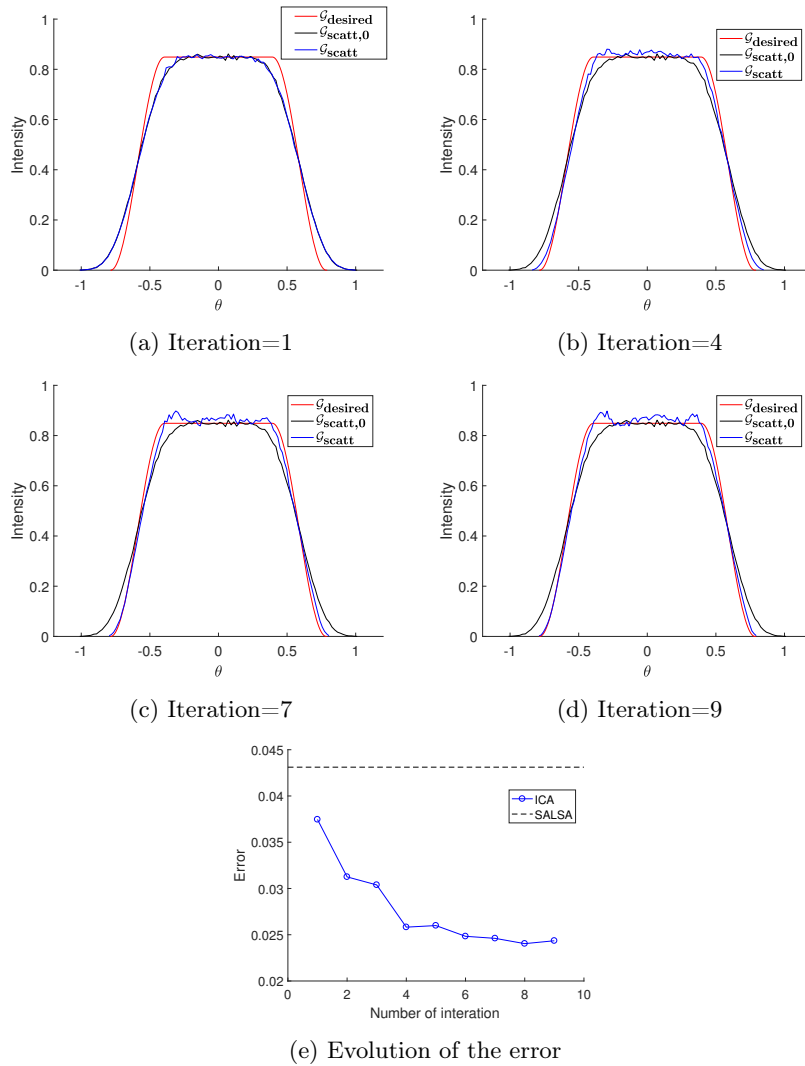 1
0.8
0.6
0.4
0.2
0
Intensity
-1 -0.5 0 0.5 1
θ
𝒢desired
𝒢scatt,0
𝒢scatt
(a) Iteration=1
1
0.8
0.6
0.4
0.2
0
Intensity
-1 -0.5 0 0.5 1
θ
𝒢desired
𝒢scatt,0
𝒢scatt
(b) Iteration=4
1
0.8
0.6
0.4
0.2
0
Intensity
-1 -0.5 0 0.5 1
θ
𝒢desired
𝒢scatt,0
𝒢scatt
(c) Iteration=7
1
0.8
0.6
0.4
0.2
0
Intensity
-1 -0.5 0 0.5 1
θ
𝒢desired
𝒢scatt,0
𝒢scatt
(d) Iteration=9
0.045
0.04
0.035
0.03
0.025
0.02
Error
0 2 4 6 8 10
Number of interation
ICA
SALSA
(e) Evolution of the error